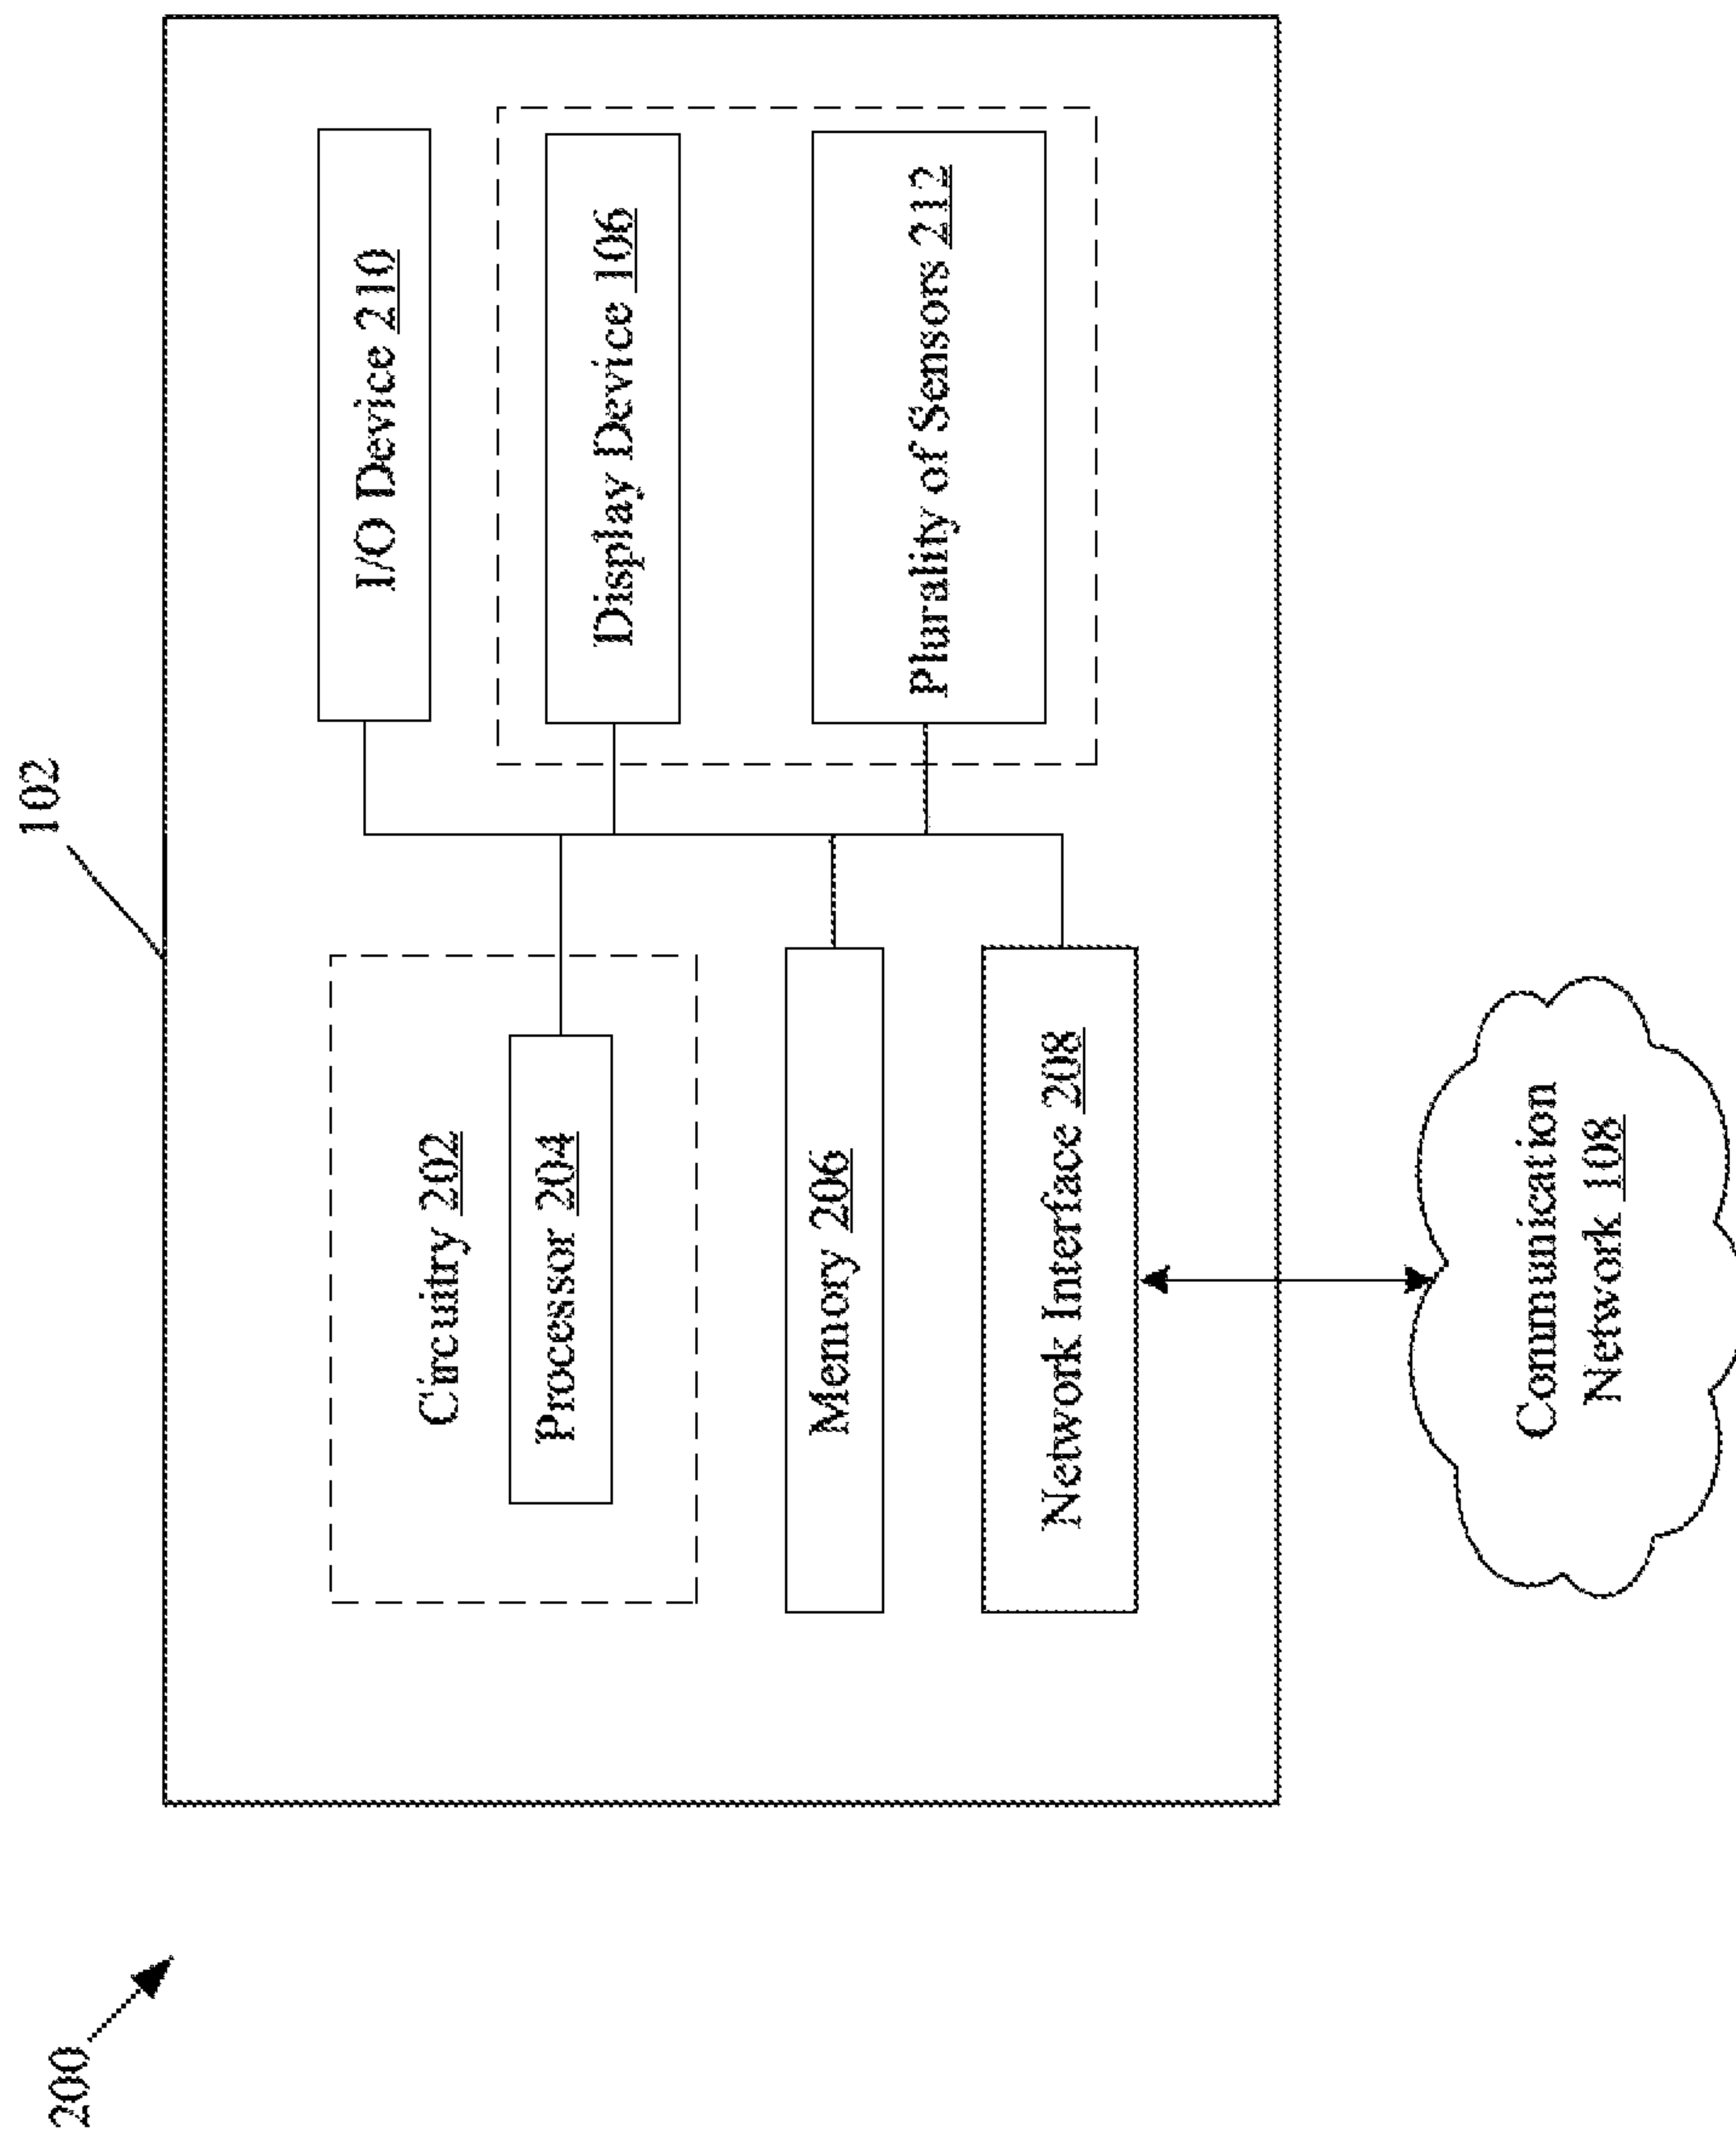 200
102
Circuitry 202
Processor 204
Memory 206
Network Interface 208
I/O Device 210
Display Device 106
Plurality of Sensors 212
Communication
Network 108